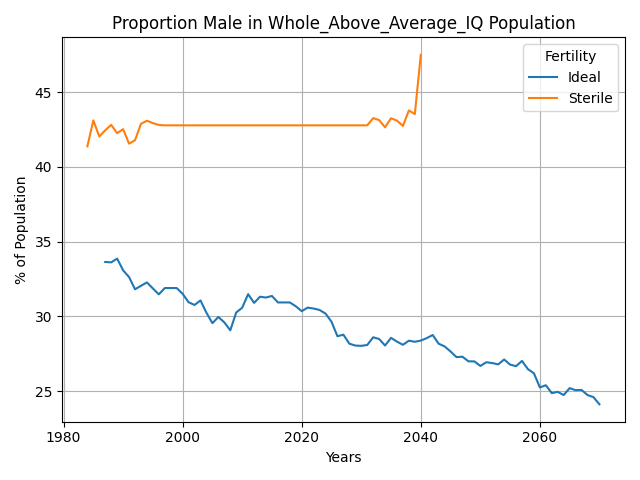 Proportion Male in Whole_Above_Average_IQ Population
Fertility
Ideal
Sterile
% of Population
45
40
35
30
25
1980
2000
2020
2040
2060
Years